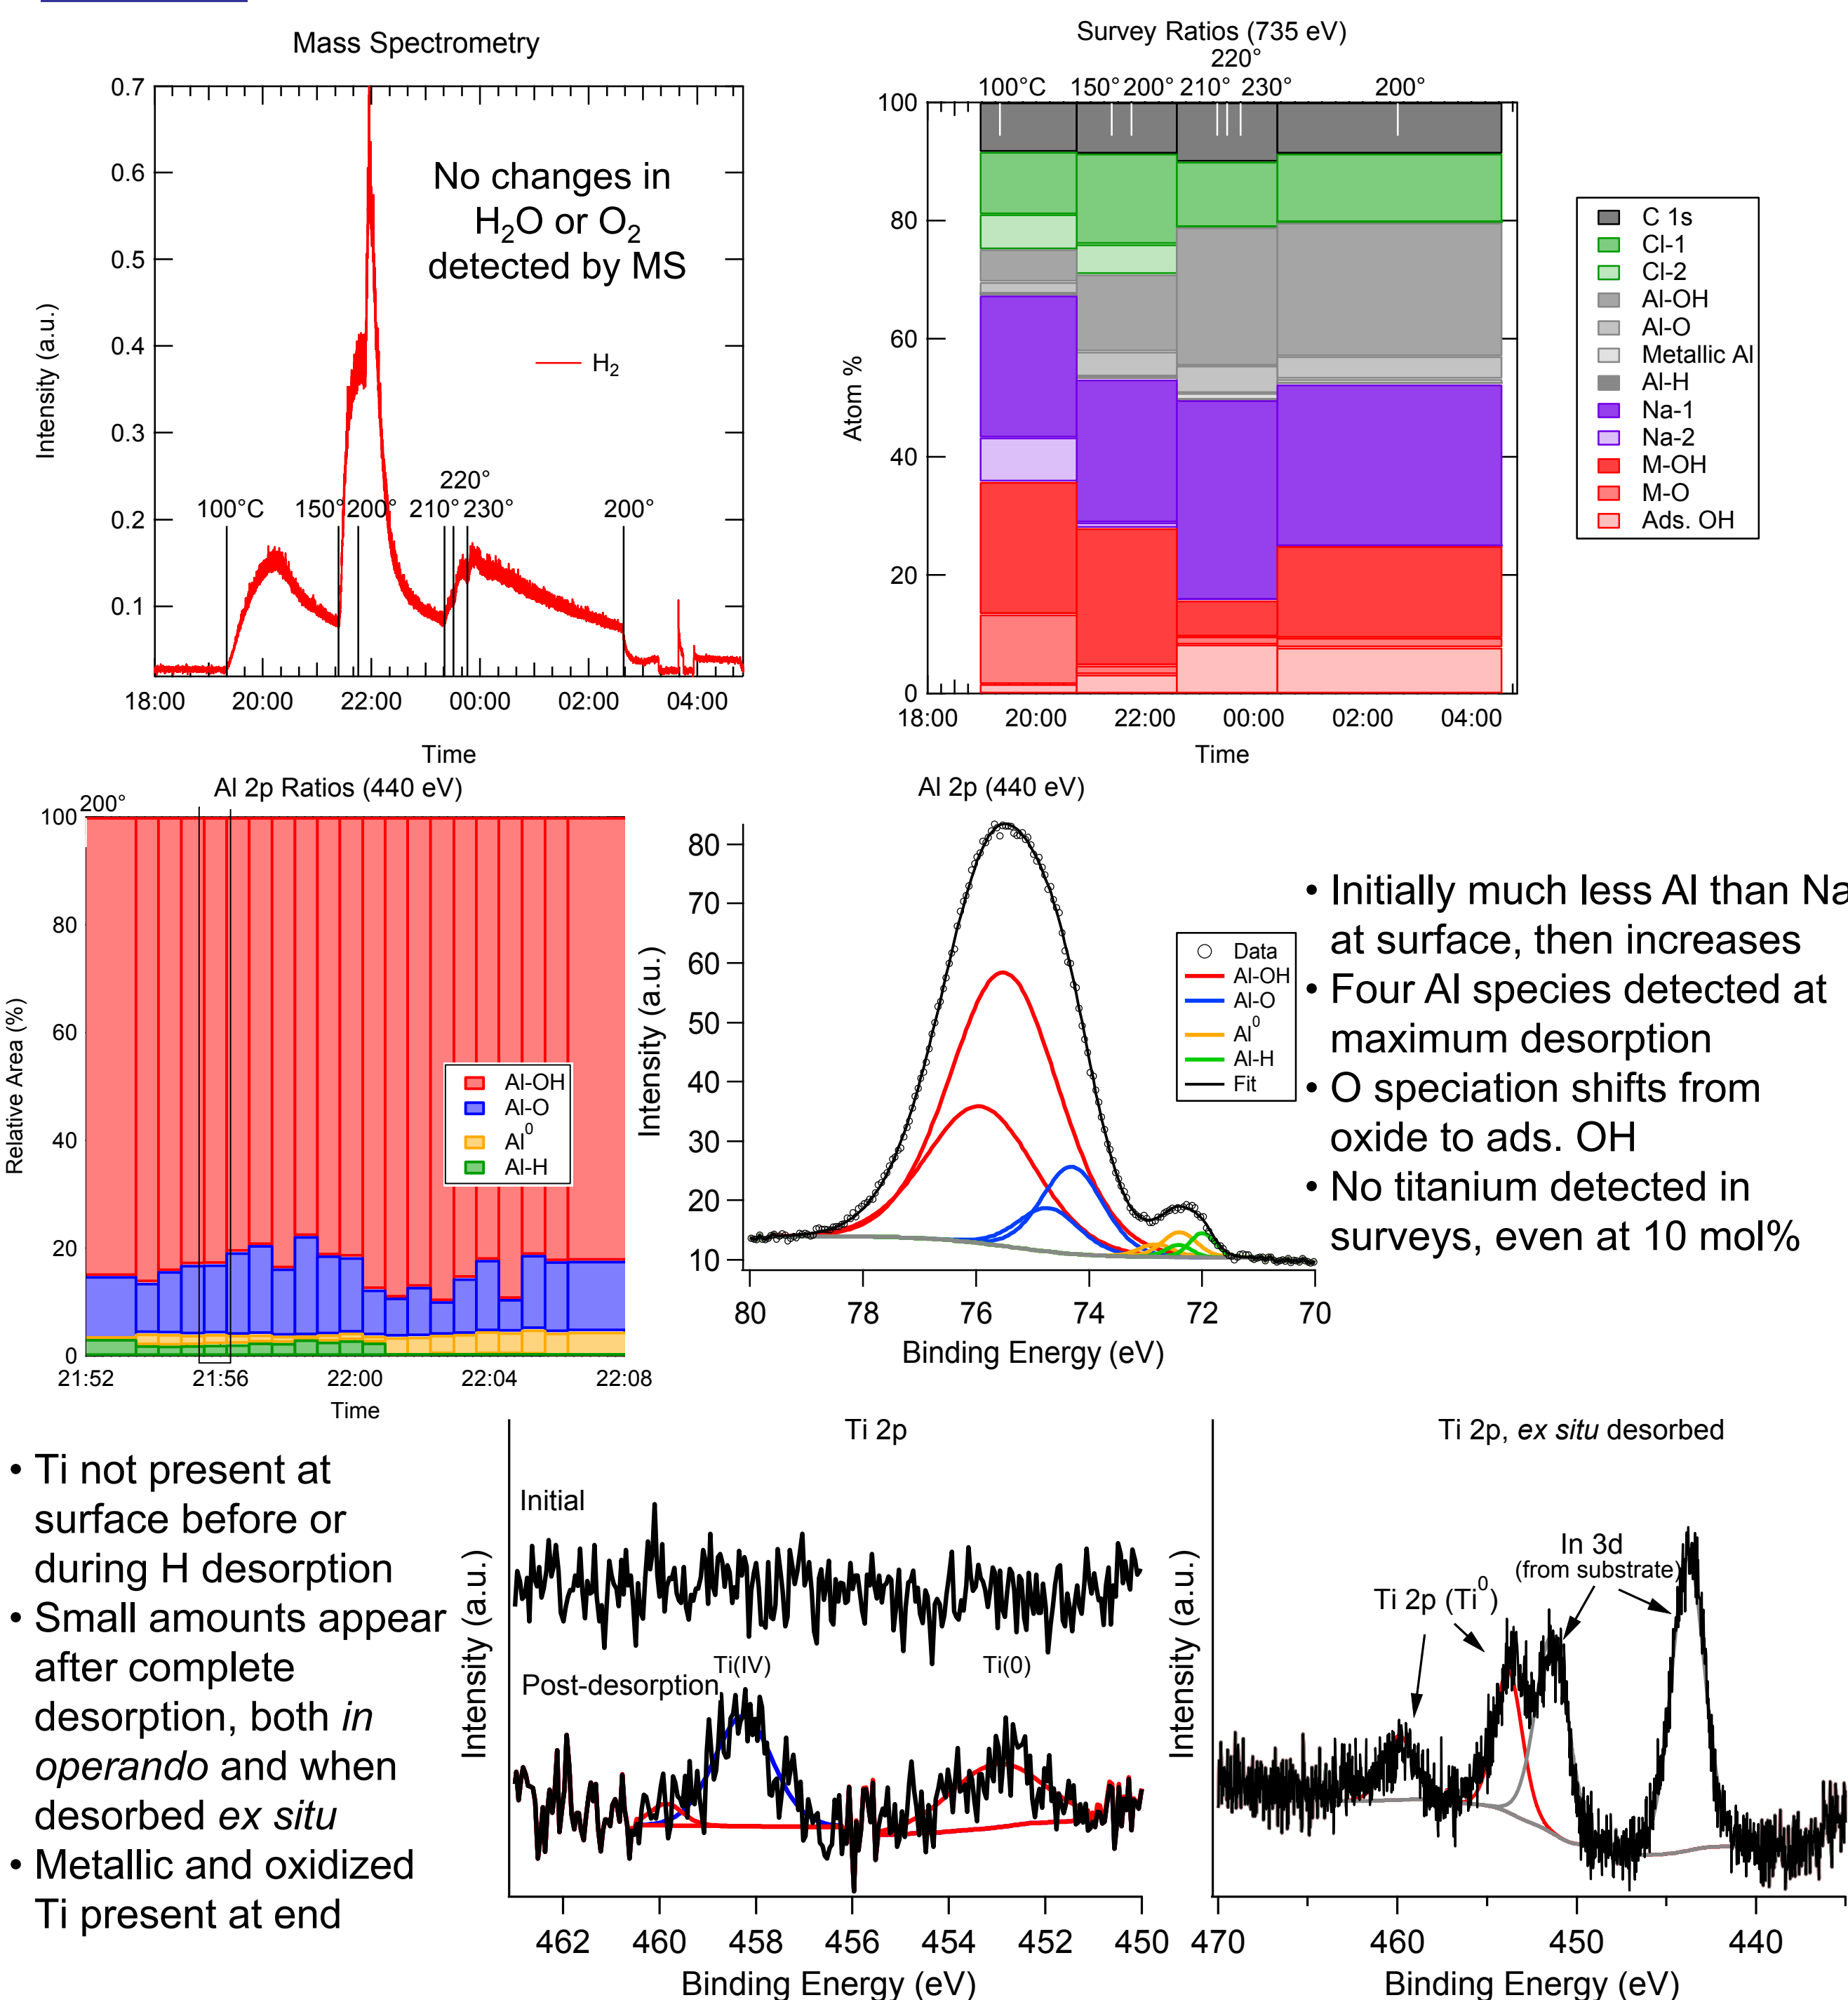 Mass Spectrometry
Intensity (a.u.)
0.7
0.6
0.5
0.4
0.3
0.2
0.1
No changes in
H₂O or O₂
detected by MS
H₂
100°C
150°
200°
210°
220°
230°
200°
18:00
20:00
22:00
00:00
02:00
04:00
Time
Survey Ratios (735 eV)
220°
100°C
150°
200°
210°
230°
200°
Atom %
100
80
60
40
20
0
18:00
20:00
22:00
00:00
02:00
04:00
Time
C 1s
Cl-1
Cl-2
Al-OH
Al-O
Metallic Al
Al-H
Na-1
Na-2
M-OH
M-O
Ads. OH
Al 2p Ratios (440 eV)
200°
Relative Area (%)
100
80
60
40
20
0
Al-OH
Al-O
Al⁰
Al-H
21:52
21:56
22:00
22:04
22:08
Time
Al 2p (440 eV)
Intensity (a.u.)
80
70
60
50
40
30
20
10
Data
Al-OH
Al-O
Al⁰
Al-H
Fit
80
78
76
74
72
70
Binding Energy (eV)
• Initially much less Al than Na
at surface, then increases
• Four Al species detected at
maximum desorption
• O speciation shifts from
oxide to ads. OH
• No titanium detected in
surveys, even at 10 mol%
• Ti not present at
surface before or
during H desorption
• Small amounts appear
after complete
desorption, both in
operando and when
desorbed ex situ
• Metallic and oxidized
Ti present at end
Ti 2p
Intensity (a.u.)
Initial
Post-desorption
Ti(IV)
Ti(0)
462
460
458
456
454
452
450
Binding Energy (eV)
Ti 2p, ex situ desorbed
Intensity (a.u.)
Ti 2p (Ti⁰)
In 3d
(from substrate)
470
460
450
440
Binding Energy (eV)